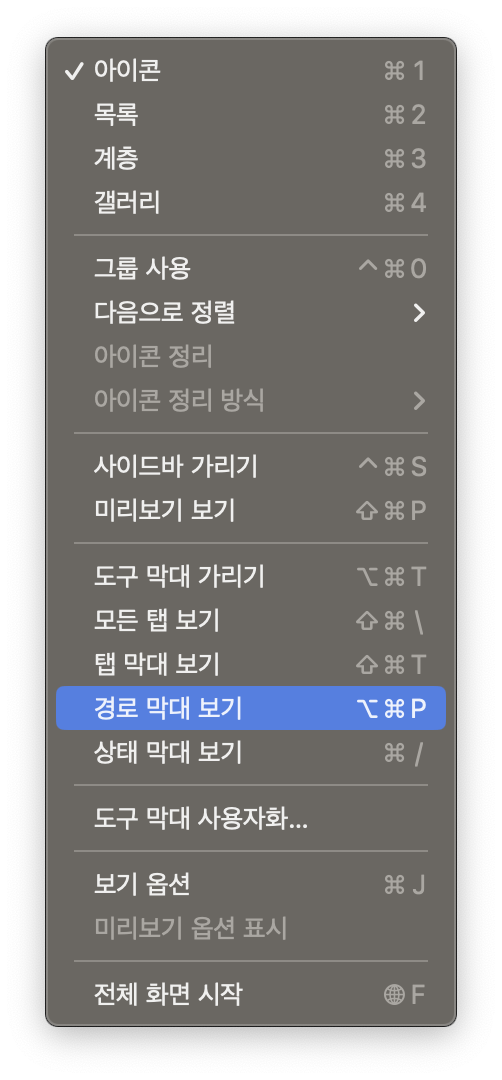 ✓ 아이콘 ⌘ 1
목록 ⌘ 2
계층 ⌘ 3
갤러리 ⌘ 4
그룹 사용 ^ ⌘ 0
다음으로 정렬 >
아이콘 정리
아이콘 정리 방식 >
사이드바 가리기 ^ ⌘ S
미리보기 보기 ⇧ ⌘ P
도구 막대 가리기 ⌥ ⌘ T
모든 탭 보기 ⇧ ⌘ \
탭 막대 보기 ⇧ ⌘ T
경로 막대 보기 ⌥ ⌘ P
상태 막대 보기 ⌘ /
도구 막대 사용자화...
보기 옵션 ⌘ J
미리보기 옵션 표시
전체 화면 시작 🌐 F